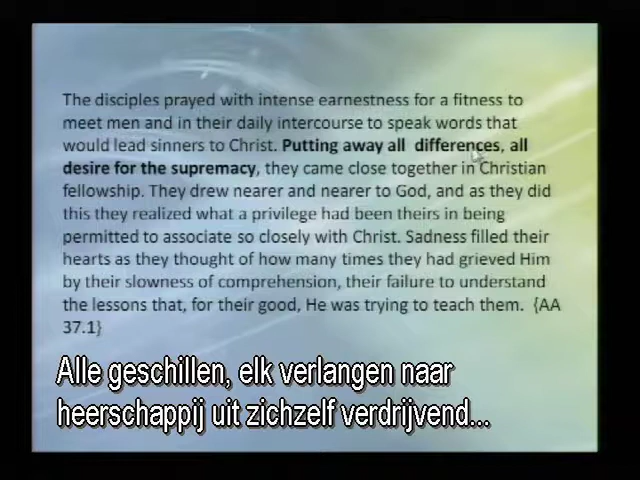 The disciples prayed with intense earnestness for a fitness to
meet men and in their daily intercourse to speak words that
would lead sinners to Christ. Putting away all differences, all
desire for the supremacy, they came close together in Christian
fellowship. They drew nearer and nearer to God, and as they did
this they realized what a privilege had been theirs in being
permitted to associate so closely with Christ. Sadness filled their
hearts as they thought of how many times they had grieved Him
by their slowness of comprehension, their failure to understand
the lessons that, for their good, He was trying to teach them. {AA
37.1}
Alle geschillen, elk verlangen naar
heerschappij uit zichzelf verdrijvend...